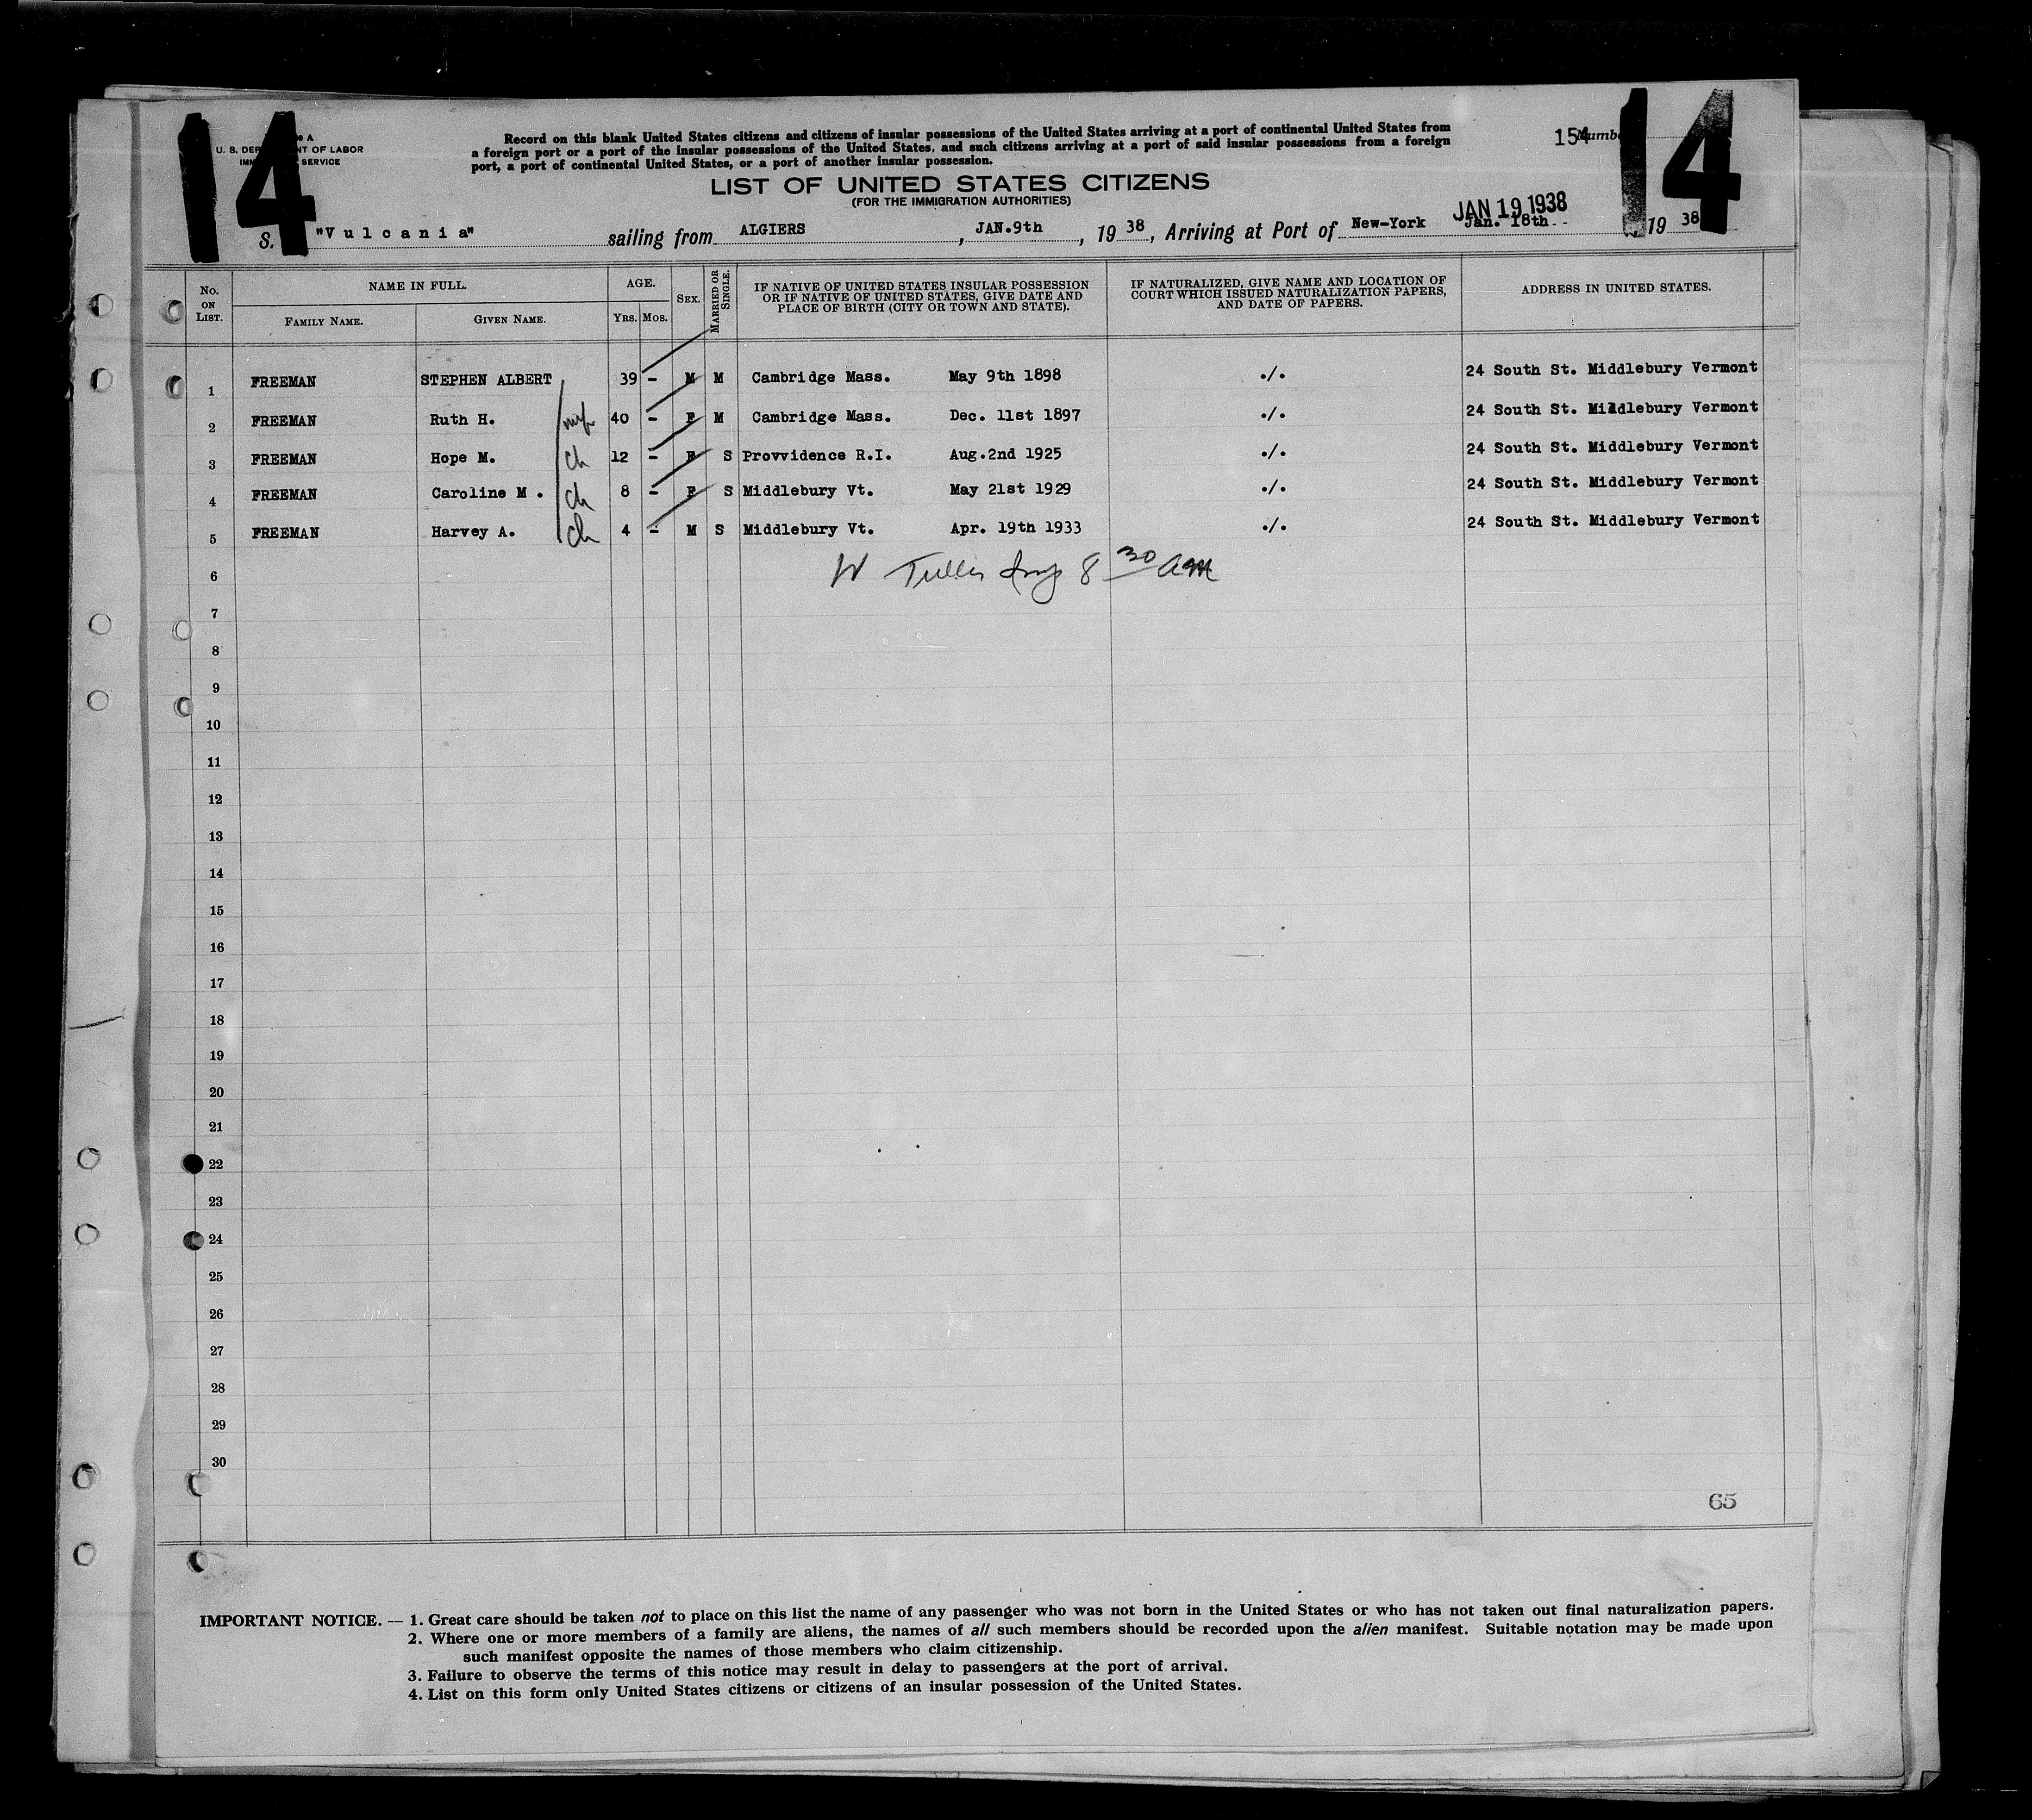 14
14
U. S. DEPARTMENT OF LABOR
SERVICE
Record on this blank United States citizens and citizens of insular possessions of the United States arriving at a port of continental United States from
a foreign port or a port of the insular possessions of the United States, and such citizens arriving at a port of said insular possessions from a foreign
port, a port of continental United States, or a port of another insular possession.
154
LIST OF UNITED STATES CITIZENS
(FOR THE IMMIGRATION AUTHORITIES)
JAN 19 1938
S. "Vulcania" sailing from ALGIERS, JAN.9th, 19 38, Arriving at Port of New-York Jan. 18th, 19 38
No. ON LIST. NAME IN FULL. AGE. SEX. MARRIED OR SINGLE. IF NATIVE OF UNITED STATES INSULAR POSSESSION OR IF NATIVE OF UNITED STATES, GIVE DATE AND PLACE OF BIRTH (CITY OR TOWN AND STATE). IF NATURALIZED, GIVE NAME AND LOCATION OF COURT WHICH ISSUED NATURALIZATION PAPERS, AND DATE OF PAPERS. ADDRESS IN UNITED STATES.
FAMILY NAME. GIVEN NAME. YRS. MOS.
1 FREEMAN STEPHEN ALBERT 39 - M M Cambridge Mass. May 9th 1898 ./. 24 South St. Middlebury Vermont
2 FREEMAN Ruth H. wf 40 - F M Cambridge Mass. Dec. 11st 1897 ./. 24 South St. Middlebury Vermont
3 FREEMAN Hope M. ch 12 - F S Provvidence R.I. Aug.2nd 1925 ./. 24 South St. Middlebury Vermont
4 FREEMAN Caroline M . ch 8 - F S Middlebury Vt. May 21st 1929 ./. 24 South St. Middlebury Vermont
5 FREEMAN Harvey A. ch 4 - M S Middlebury Vt. Apr. 19th 1933 ./. 24 South St. Middlebury Vermont
6 8 30 am
7
8
9
10
11
12
13
14
15
16
17
18
19
20
21
22
23
24
25
26
27
28
29
30
65
IMPORTANT NOTICE. — 1. Great care should be taken not to place on this list the name of any passenger who was not born in the United States or who has not taken out final naturalization papers.
2. Where one or more members of a family are aliens, the names of all such members should be recorded upon the alien manifest. Suitable notation may be made upon
such manifest opposite the names of those members who claim citizenship.
3. Failure to observe the terms of this notice may result in delay to passengers at the port of arrival.
4. List on this form only United States citizens or citizens of an insular possession of the United States.